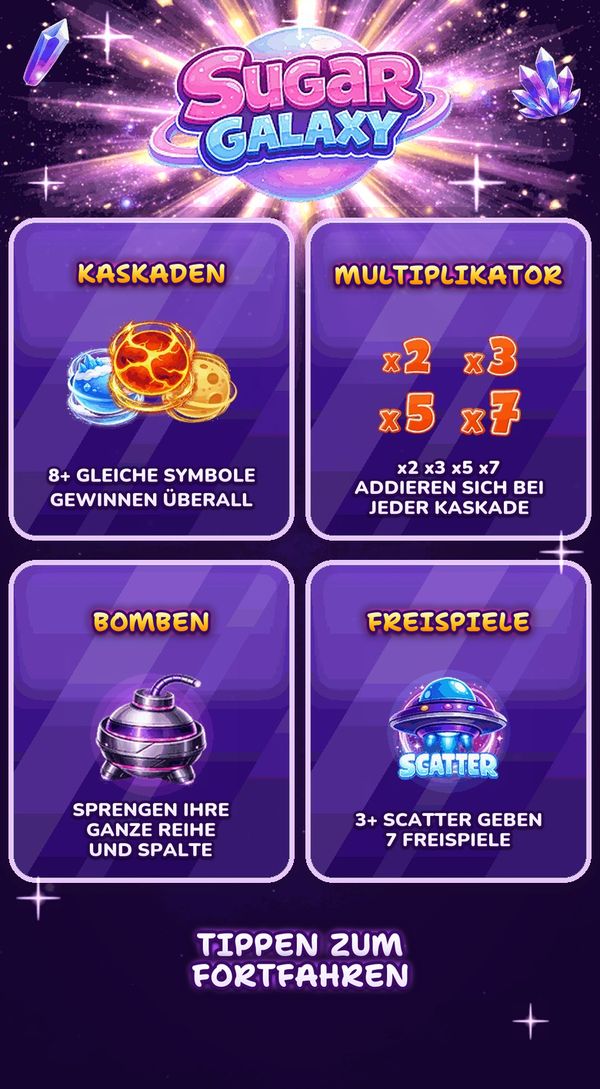 SUGAR
GALAXY
KASKADEN
8+ GLEICHE SYMBOLE
GEWINNEN ÜBERALL
MULTIPLIKATOR
x2 x3
x5 x7
x2 x3 x5 x7
ADDIEREN SICH BEI
JEDER KASKADE
BOMBEN
SPRENGEN IHRE
GANZE REIHE
UND SPALTE
FREISPIELE
SCATTER
3+ SCATTER GEBEN
7 FREISPIELE
TIPPEN ZUM
FORTFAHREN